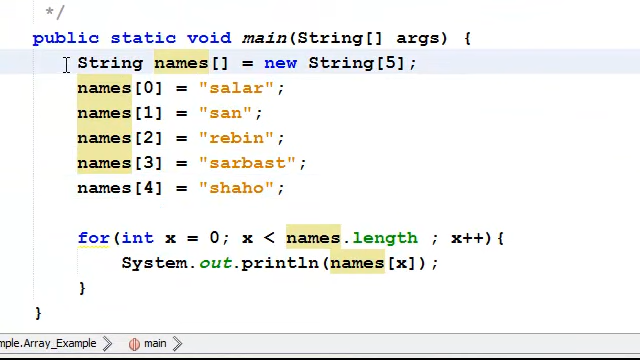 */
public static void main(String[] args) {
String names[] = new String[5];
names[0] = "salar";
names[1] = "san";
names[2] = "rebin";
names[3] = "sarbast";
names[4] = "shaho";
for(int x = 0; x < names.length ; x++){
System.out.println(names[x]);
}
}
mple.Array_Example
main